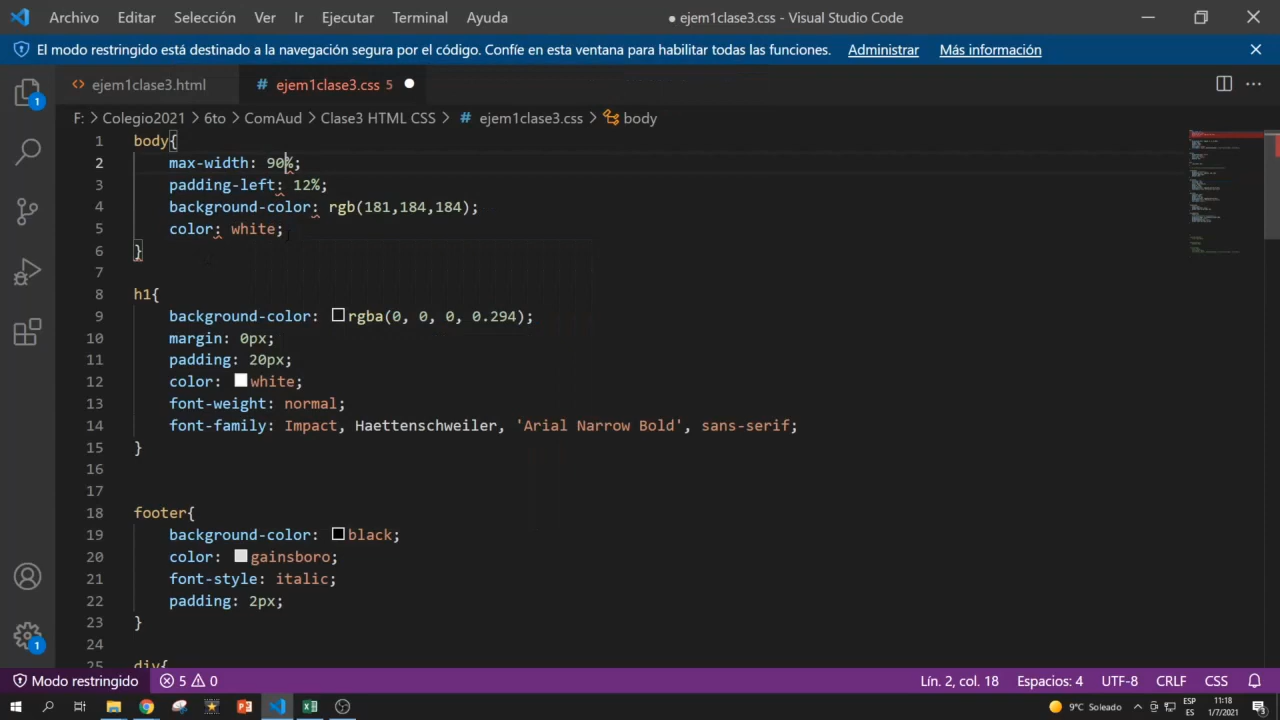 Archivo Editar Selección Ver Ir Ejecutar Terminal Ayuda ● ejem1clase3.css - Visual Studio Code
El modo restringido está destinado a la navegación segura por el código. Confíe en esta ventana para habilitar todas las funciones. Administrar Más información
ejem1clase3.html # ejem1clase3.css 5
F: > Colegio2021 > 6to > ComAud > Clase3 HTML CSS > # ejem1clase3.css > body
1 body{
2 max-width: 90%;
3 padding-left: 12%;
4 background-color: rgb(181,184,184);
5 color: white;
6 }
7
8 h1{
9 background-color: rgba(0, 0, 0, 0.294);
10 margin: 0px;
11 padding: 20px;
12 color: white;
13 font-weight: normal;
14 font-family: Impact, Haettenschweiler, 'Arial Narrow Bold', sans-serif;
15 }
16
17
18 footer{
19 background-color: black;
20 color: gainsboro;
21 font-style: italic;
22 padding: 2px;
23 }
24
25 div{
1
1
Modo restringido 5 0 Lín. 2, col. 18 Espacios: 4 UTF-8 CRLF CSS
9°C Soleado ESP 11:18
ES 1/7/2021 3